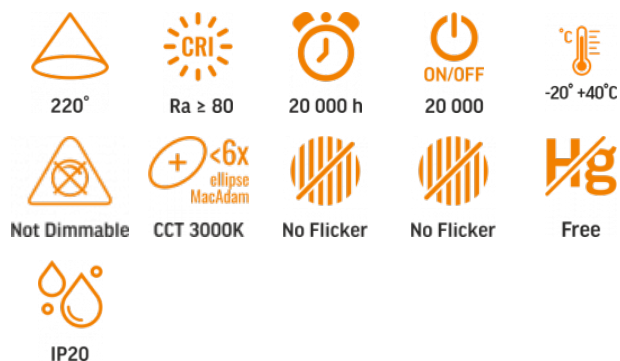 CRI
ON/OFF
°C
220°
Ra ≥ 80
20 000 h
20 000
-20° +40°C
<6x
ellipse
MacAdam
Hg
Not Dimmable
CCT 3000K
No Flicker
No Flicker
Free
IP20